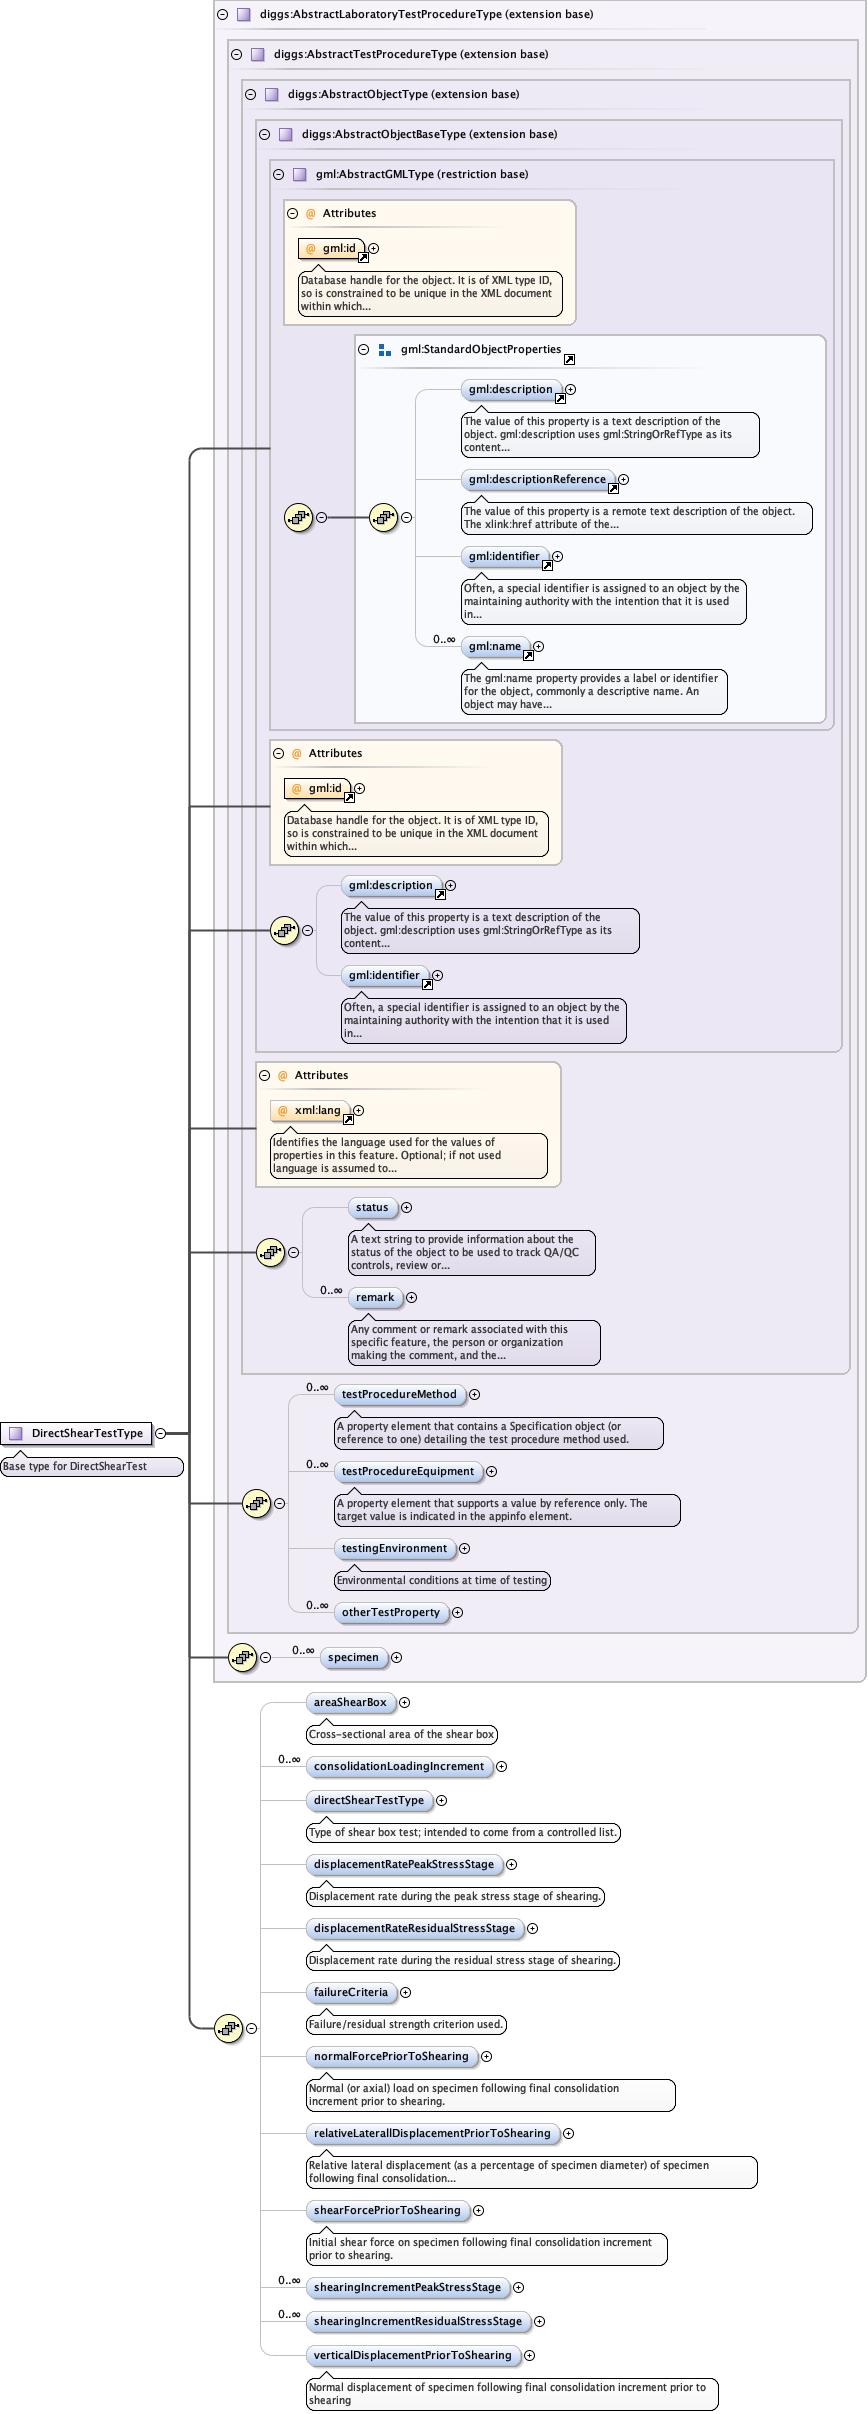 diggs:AbstractLaboratoryTestProcedureType (extension base)
diggs:AbstractTestProcedureType (extension base)
diggs:AbstractObjectType (extension base)
diggs:AbstractObjectBaseType (extension base)
gml:AbstractGMLType (restriction base)
@ Attributes
@ gml:id
Database handle for the object. It is of XML type ID,
so is constrained to be unique in the XML document
within which...
gml:StandardObjectProperties
gml:description
The value of this property is a text description of the
object. gml:description uses gml:StringOrRefType as its
content...
gml:descriptionReference
The value of this property is a remote text description of the object.
The xlink:href attribute of the...
gml:identifier
Often, a special identifier is assigned to an object by the
maintaining authority with the intention that it is used
in...
0..∞
gml:name
The gml:name property provides a label or identifier
for the object, commonly a descriptive name. An
object may have...
@ Attributes
@ gml:id
Database handle for the object. It is of XML type ID,
so is constrained to be unique in the XML document
within which...
gml:description
The value of this property is a text description of the
object. gml:description uses gml:StringOrRefType as its
content...
gml:identifier
Often, a special identifier is assigned to an object by the
maintaining authority with the intention that it is used
in...
@ Attributes
@ xml:lang
Identifies the language used for the values of
properties in this feature. Optional; if not used
language is assumed to...
status
A text string to provide information about the
status of the object to be used to track QA/QC
controls, review or...
0..∞
remark
Any comment or remark associated with this
specific feature, the person or organization
making the comment, and the...
0..∞
testProcedureMethod
A property element that contains a Specification object (or
reference to one) detailing the test procedure method used.
DirectShearTestType
Base type for DirectShearTest
0..∞
testProcedureEquipment
A property element that supports a value by reference only. The
target value is indicated in the appinfo element.
testingEnvironment
Environmental conditions at time of testing
0..∞
otherTestProperty
0..∞
specimen
areaShearBox
Cross-sectional area of the shear box
0..∞
consolidationLoadingIncrement
directShearTestType
Type of shear box test; intended to come from a controlled list.
displacementRatePeakStressStage
Displacement rate during the peak stress stage of shearing.
displacementRateResidualStressStage
Displacement rate during the residual stress stage of shearing.
failureCriteria
Failure/residual strength criterion used.
normalForcePriorToShearing
Normal (or axial) load on specimen following final consolidation
increment prior to shearing.
relativeLaterallDisplacementPriorToShearing
Relative lateral displacement (as a percentage of specimen diameter) of specimen
following final consolidation...
shearForcePriorToShearing
Initial shear force on specimen following final consolidation increment
prior to shearing.
0..∞
shearingIncrementPeakStressStage
0..∞
shearingIncrementResidualStressStage
verticalDisplacementPriorToShearing
Normal displacement of specimen following final consolidation increment prior to
shearing